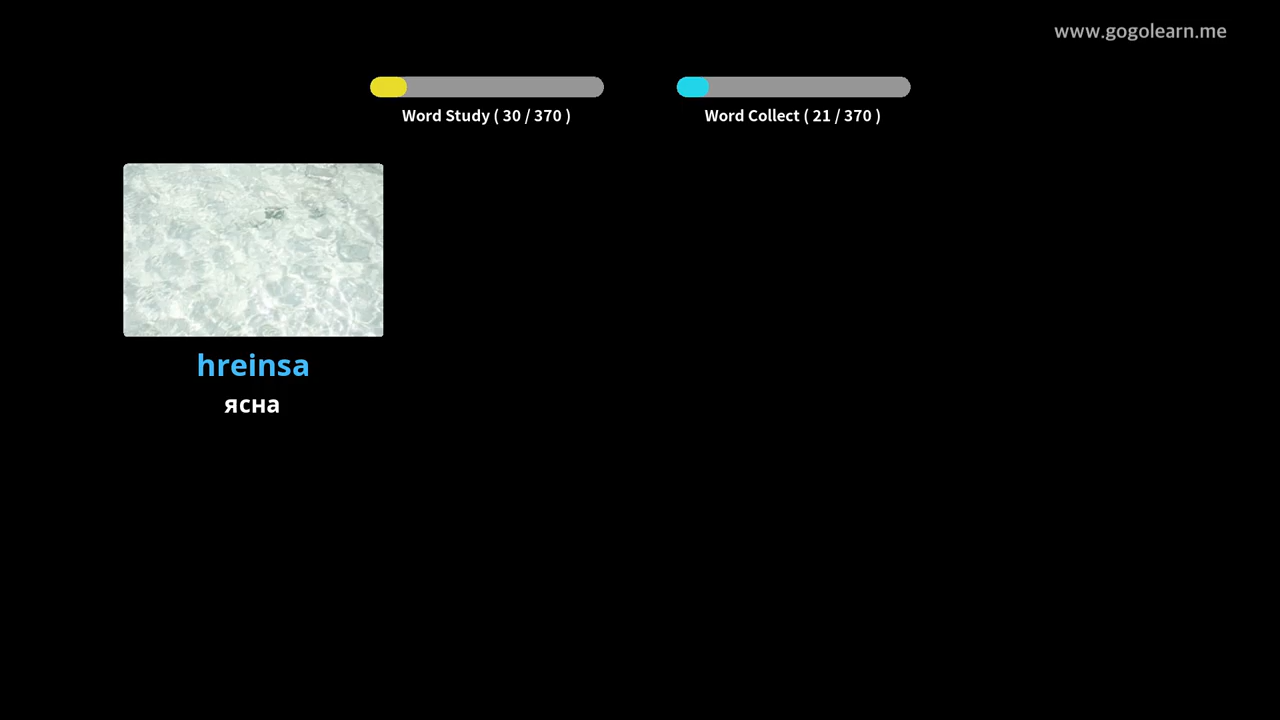 www.gogolearn.me
Word Study ( 30 / 370 )
Word Collect ( 21 / 370 )
hreinsa
ясна